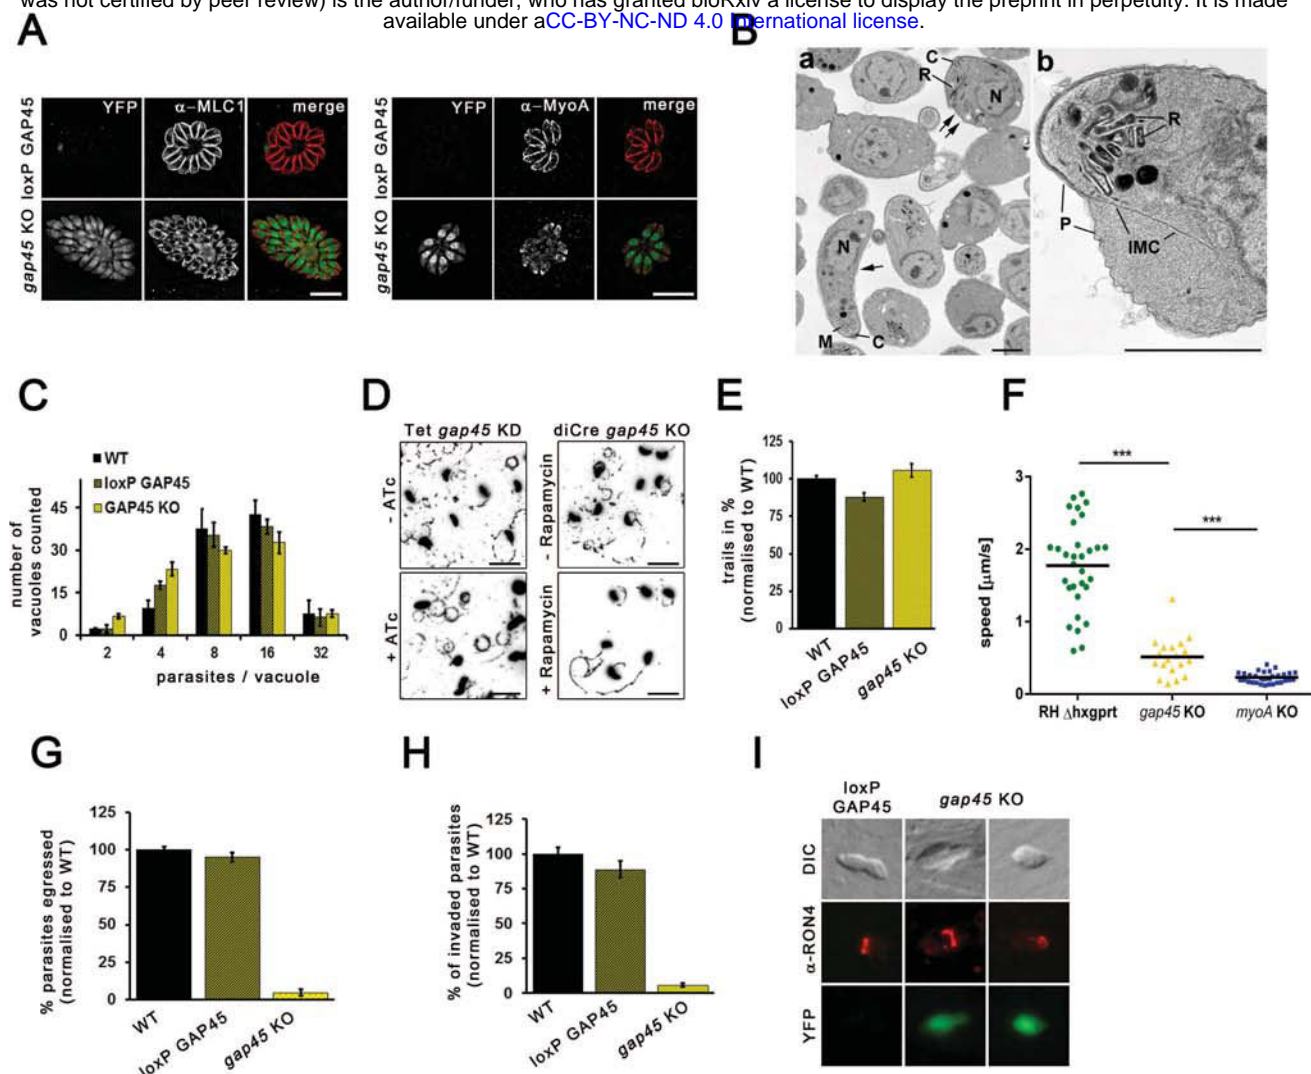 was not certified by peer review) is the author/funder, who has granted bioRxiv a license to display the preprint in perpetuity. It is made
available under aCC-BY-NC-ND 4.0 International license.
A
YFP α-MLC1 merge
YFP α-MyoA merge
loxP GAP45
gap45 KO
loxP GAP45
gap45 KO
B
a
C
R
N
N
M
C
b
R
P
IMC
C
WT
loxP GAP45
GAP45 KO
number of
vacuoles counted
45
30
15
0
2 4 8 16 32
parasites / vacuole
D
Tet gap45 KD
diCre gap45 KO
- ATc
+ ATc
- Rapamycin
+ Rapamycin
E
trails in %
(normalised to WT)
125
100
75
50
25
0
WT
loxP GAP45
gap45 KO
F
speed [µm/s]
3
2
1
0
***
***
RH Δhxgprt
gap45 KO
myoA KO
G
% parasites egressed
(normalised to WT)
125
100
75
50
25
0
WT
loxP GAP45
gap45 KO
H
% of invaded parasites
(normalised to WT)
125
100
75
50
25
0
WT
loxP GAP45
gap45 KO
I
loxP
GAP45
gap45 KO
DIC
α-RON4
YFP